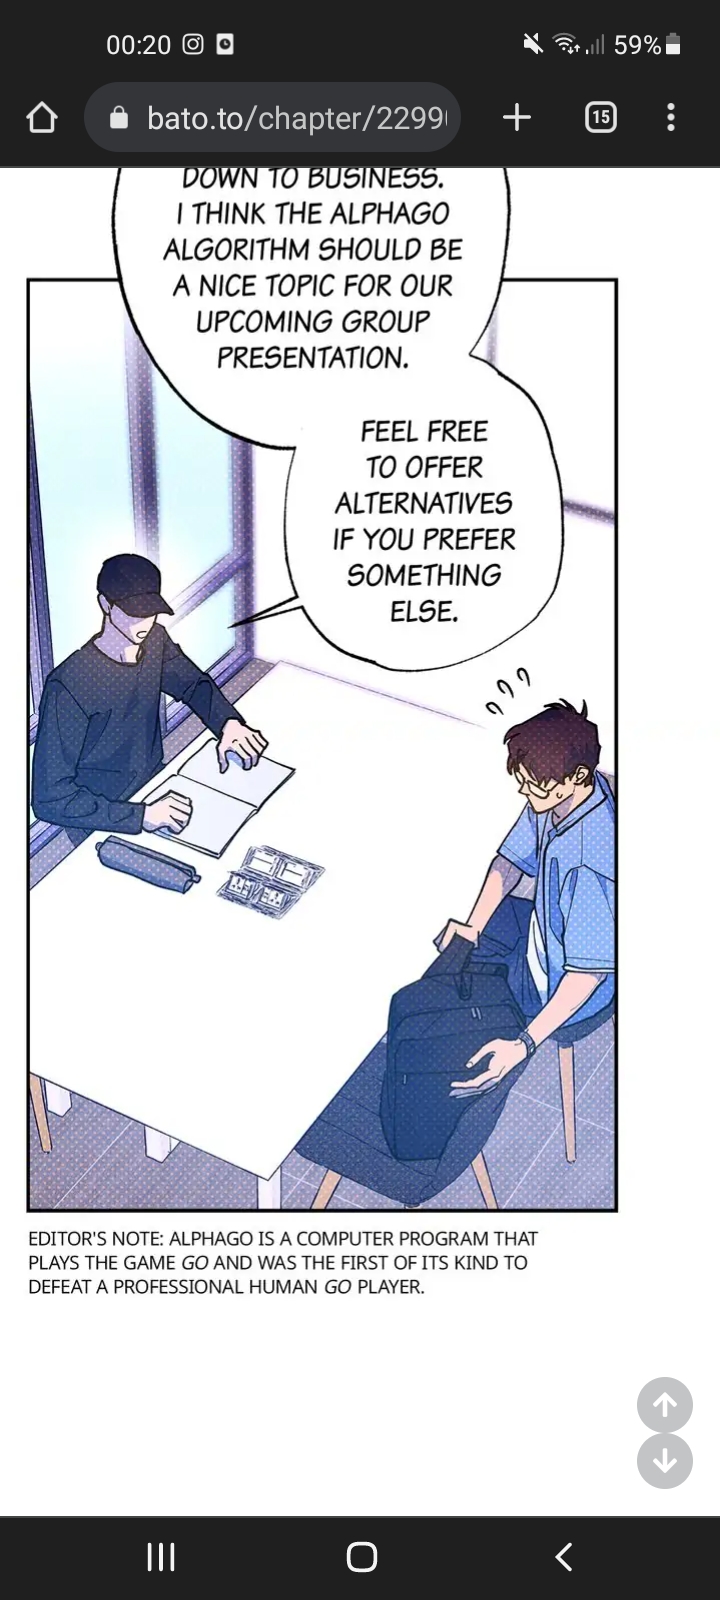 00:20
59%
bato.to/chapter/2299
15
DOWN TO BUSINESS.
I THINK THE ALPHAGO
ALGORITHM SHOULD BE
A NICE TOPIC FOR OUR
UPCOMING GROUP
PRESENTATION.
FEEL FREE
TO OFFER
ALTERNATIVES
IF YOU PREFER
SOMETHING
ELSE.
EDITOR'S NOTE: ALPHAGO IS A COMPUTER PROGRAM THAT
PLAYS THE GAME GO AND WAS THE FIRST OF ITS KIND TO
DEFEAT A PROFESSIONAL HUMAN GO PLAYER.